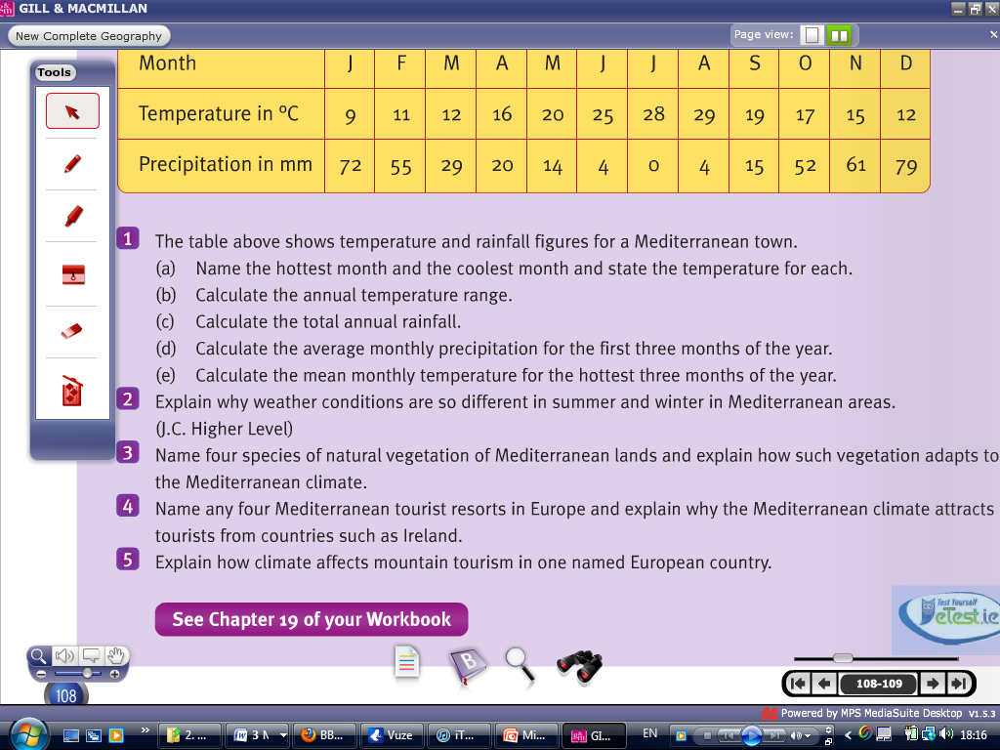 GILL & MACMILLAN
New Complete Geography
Page view:
Tools
Month J F M A M J J A S O N D
Temperature in ºC 9 11 12 16 20 25 28 29 19 17 15 12
Precipitation in mm 72 55 29 20 14 4 0 4 15 52 61 79
1 The table above shows temperature and rainfall figures for a Mediterranean town.
(a) Name the hottest month and the coolest month and state the temperature for each.
(b) Calculate the annual temperature range.
(c) Calculate the total annual rainfall.
(d) Calculate the average monthly precipitation for the first three months of the year.
(e) Calculate the mean monthly temperature for the hottest three months of the year.
2 Explain why weather conditions are so different in summer and winter in Mediterranean areas.
(J.C. Higher Level)
3 Name four species of natural vegetation of Mediterranean lands and explain how such vegetation adapts to
the Mediterranean climate.
4 Name any four Mediterranean tourist resorts in Europe and explain why the Mediterranean climate attracts
tourists from countries such as Ireland.
5 Explain how climate affects mountain tourism in one named European country.
See Chapter 19 of your Workbook
Test Yourself
eTest.ie
B
108
108-109
Powered by MPS MediaSuite Desktop v1.5.3
2. ... 3 M BB... Vuze iT... Mi... GI... EN 18:16